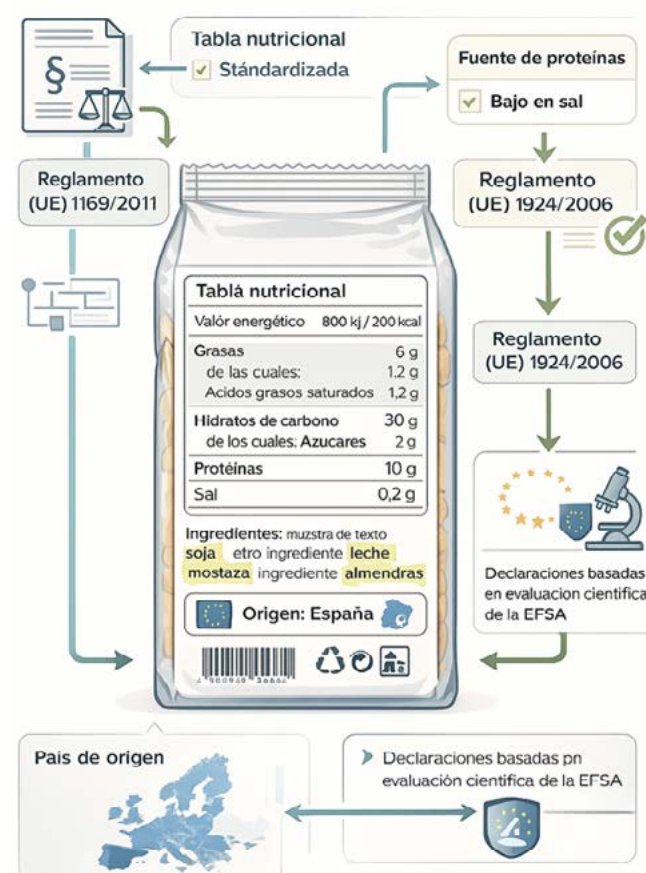 §
Tabla nutricional
Stándardizada
Fuente de proteínas
Bajo en sal
Reglamento
(UE) 1169/2011
Reglamento
(UE) 1924/2006
Reglamento
(UE) 1924/2006
Tablá nutricional
Valór energético 800 kj / 200 kcal
Grasas 6 g
de las cuales: 1.2 g
Acidos grasos saturados 1,2 g
Hidratos de carbono 30 g
de los cuales: Azucares 2 g
Protéinas 10 g
Sal 0,2 g
Ingredíentes: muzstra de texto
soja etro ingrediente leche
mostaza ingrediente almendras
Origen: España
Declaraciones basadas
en evaluacion cientifica
de la EFSA
Pais de origen
Declaraciones basadas pn
evaluación cientifica de la EFSA